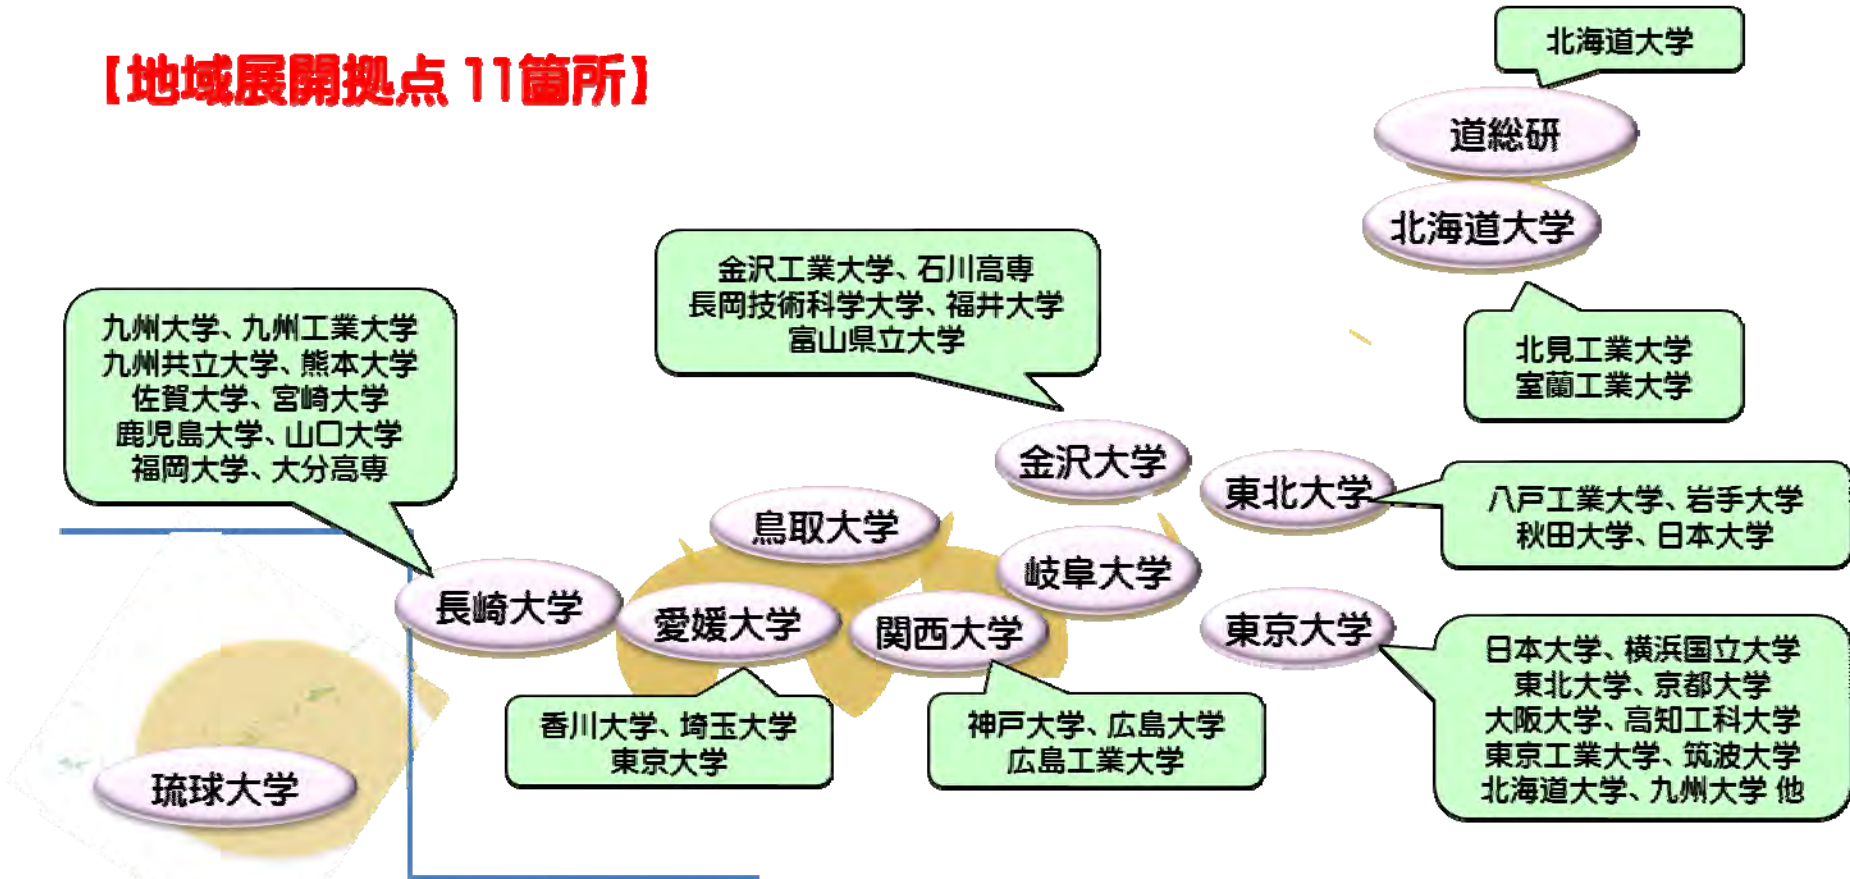 【地域展開拠点 11箇所】
北海道大学
道総研
北海道大学
北見工業大学
室蘭工業大学
金沢工業大学、石川高専
長岡技術科学大学、福井大学
富山県立大学
金沢大学
九州大学、九州工業大学
九州共立大学、熊本大学
佐賀大学、宮崎大学
鹿児島大学、山口大学
福岡大学、大分高専
長崎大学
東北大学
八戸工業大学、岩手大学
秋田大学、日本大学
鳥取大学
岐阜大学
愛媛大学
香川大学、埼玉大学
東京大学
関西大学
神戸大学、広島大学
広島工業大学
東京大学
日本大学、横浜国立大学
東北大学、京都大学
大阪大学、高知工科大学
東京工業大学、筑波大学
北海道大学、九州大学 他
琉球大学